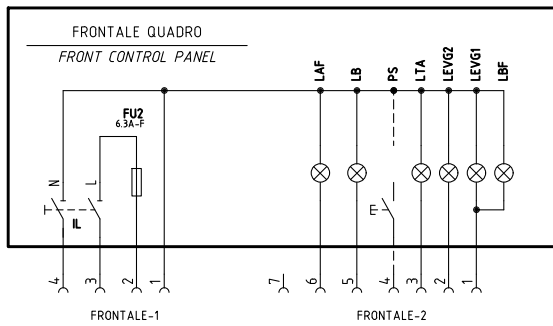 FRONTALE QUADRO
FRONT CONTROL PANEL
LAF
LB
PS
LTA
LEVG2
LEVG1
LBF
FU2
6.3A-F
N
L
IL
4
3
2
1
7
6
5
4
3
2
1
FRONTALE-1
FRONTALE-2